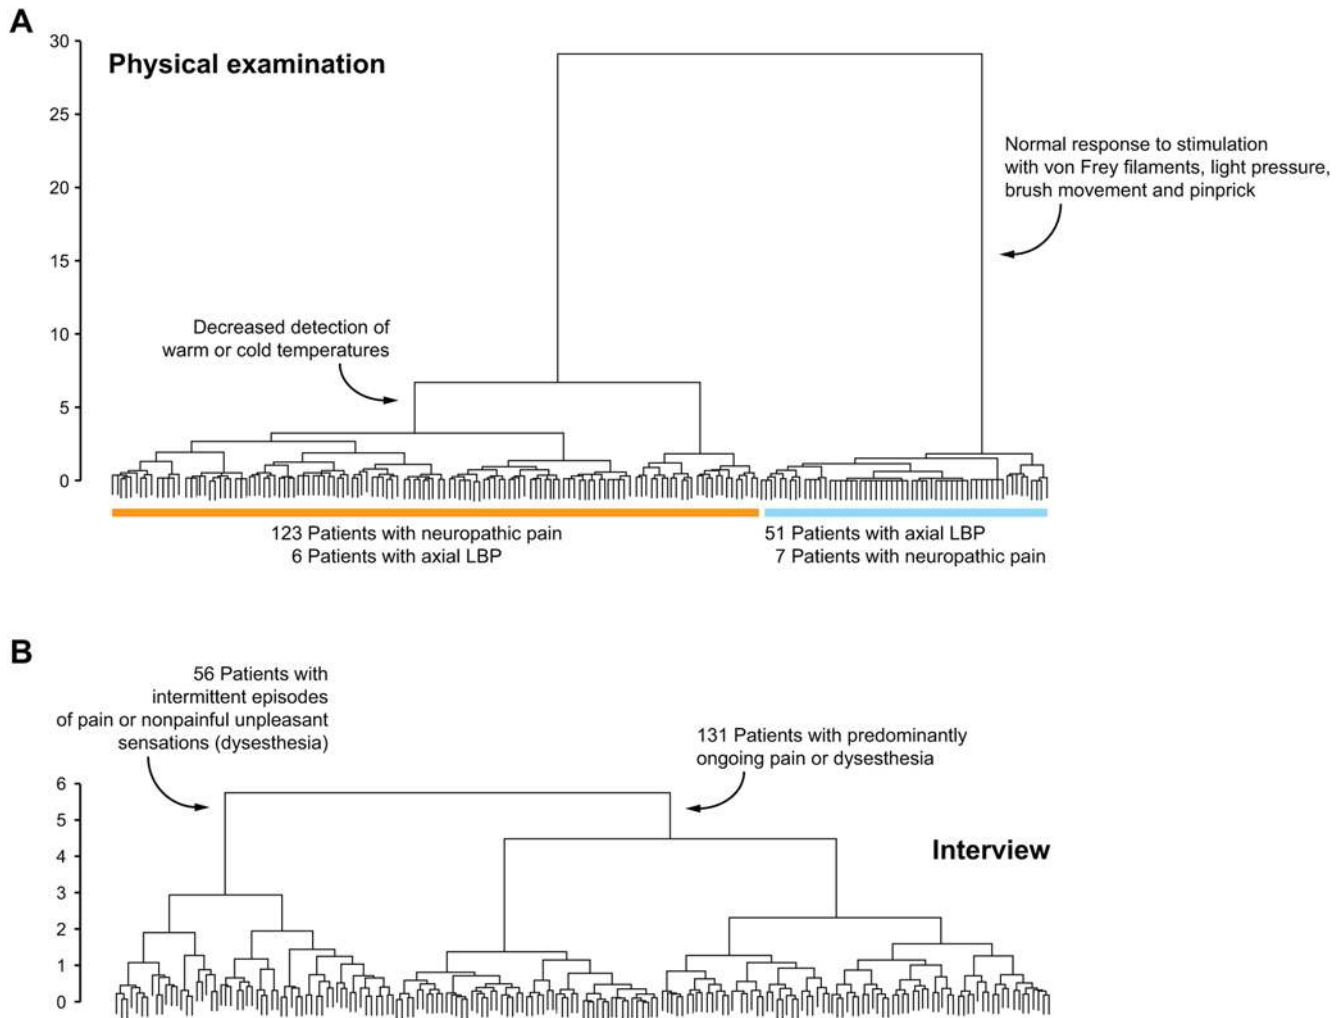 A
30
Physical examination
25
Normal response to stimulation
with von Frey filaments, light pressure,
brush movement and pinprick
20
15
10
Decreased detection of
warm or cold temperatures
5
0
123 Patients with neuropathic pain
6 Patients with axial LBP
51 Patients with axial LBP
7 Patients with neuropathic pain
B
56 Patients with
intermittent episodes
of pain or nonpainful unpleasant
sensations (dysesthesia)
131 Patients with predominantly
ongoing pain or dysesthesia
6
5
4
Interview
3
2
1
0